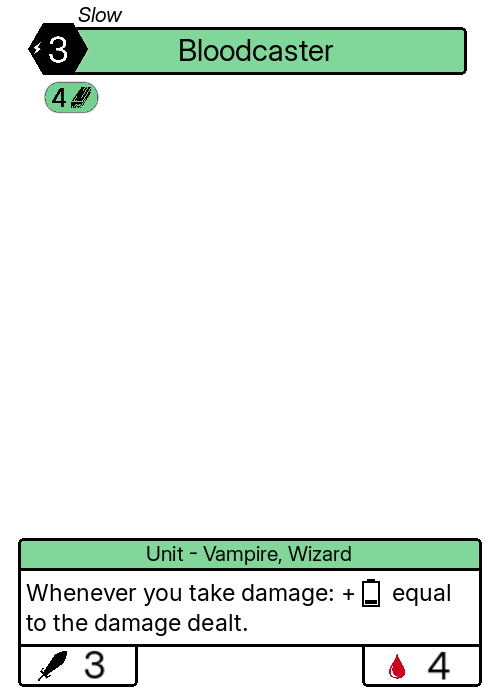 Slow
3 Bloodcaster
4
Unit - Vampire, Wizard
Whenever you take damage: + equal
to the damage dealt.
3 4